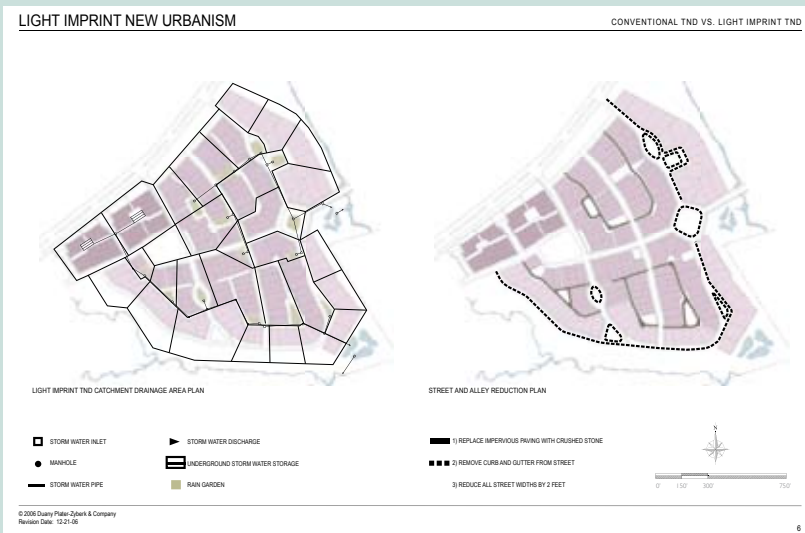 LIGHT IMPRINT NEW URBANISM
CONVENTIONAL TND VS. LIGHT IMPRINT TND
LIGHT IMPRINT TND CATCHMENT DRAINAGE AREA PLAN
STREET AND ALLEY REDUCTION PLAN
STORM WATER INLET
STORM WATER DISCHARGE
MANHOLE
UNDERGROUND STORM WATER STORAGE
STORM WATER PIPE
RAIN GARDEN
1) REPLACE IMPERVIOUS PAVING WITH CRUSHED STONE
2) REMOVE CURB AND GUTTER FROM STREET
3) REDUCE ALL STREET WIDTHS BY 2 FEET
N
0' 150' 300' 750'
© 2006 Duany Plater-Zyberk & Company
Revision Date: 12-21-06
6